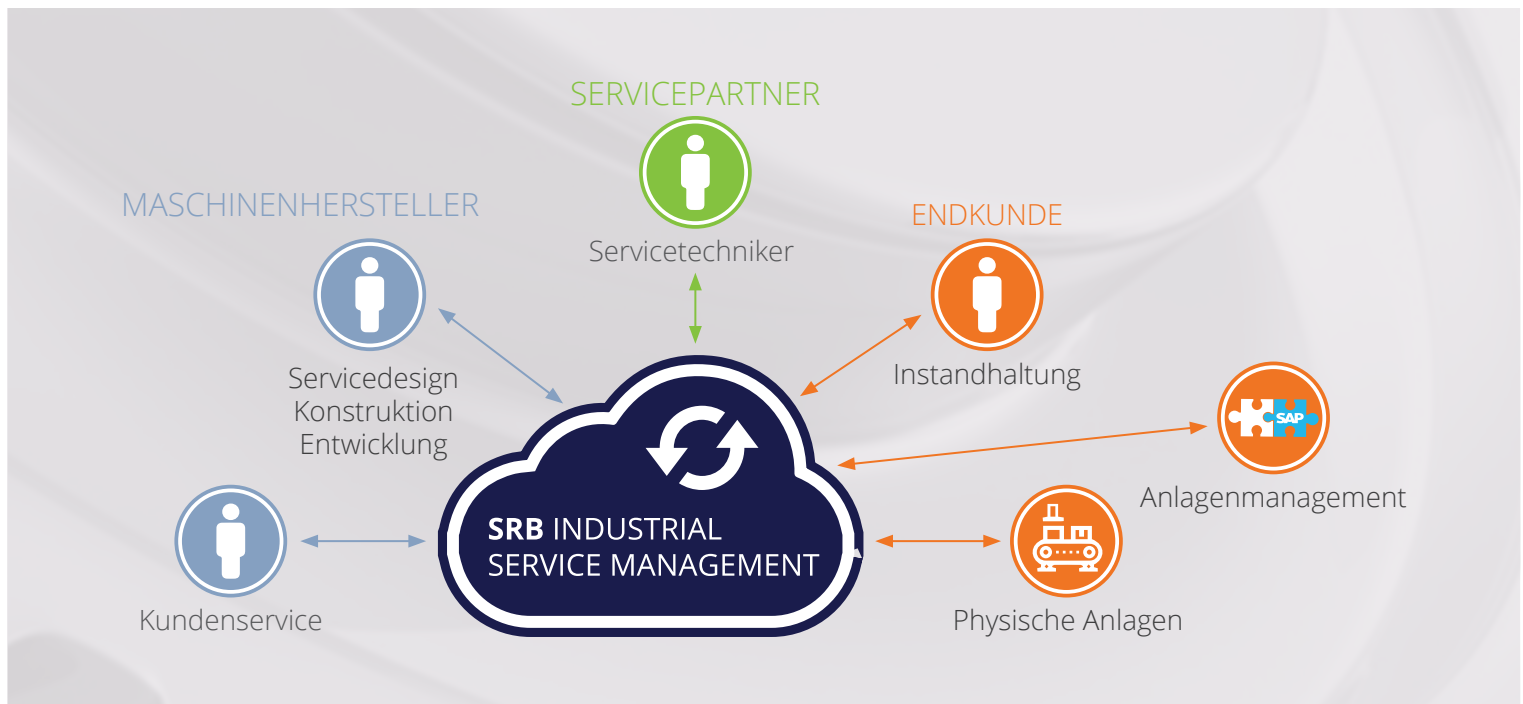 SERVICEPARTNER
Servicetechniker
MASCHINENHERSTELLER
Servicedesign
Konstruktion
Entwicklung
Kundenservice
ENDKUNDE
Instandhaltung
SAP
Anlagenmanagement
Physische Anlagen
SRB INDUSTRIAL
SERVICE MANAGEMENT